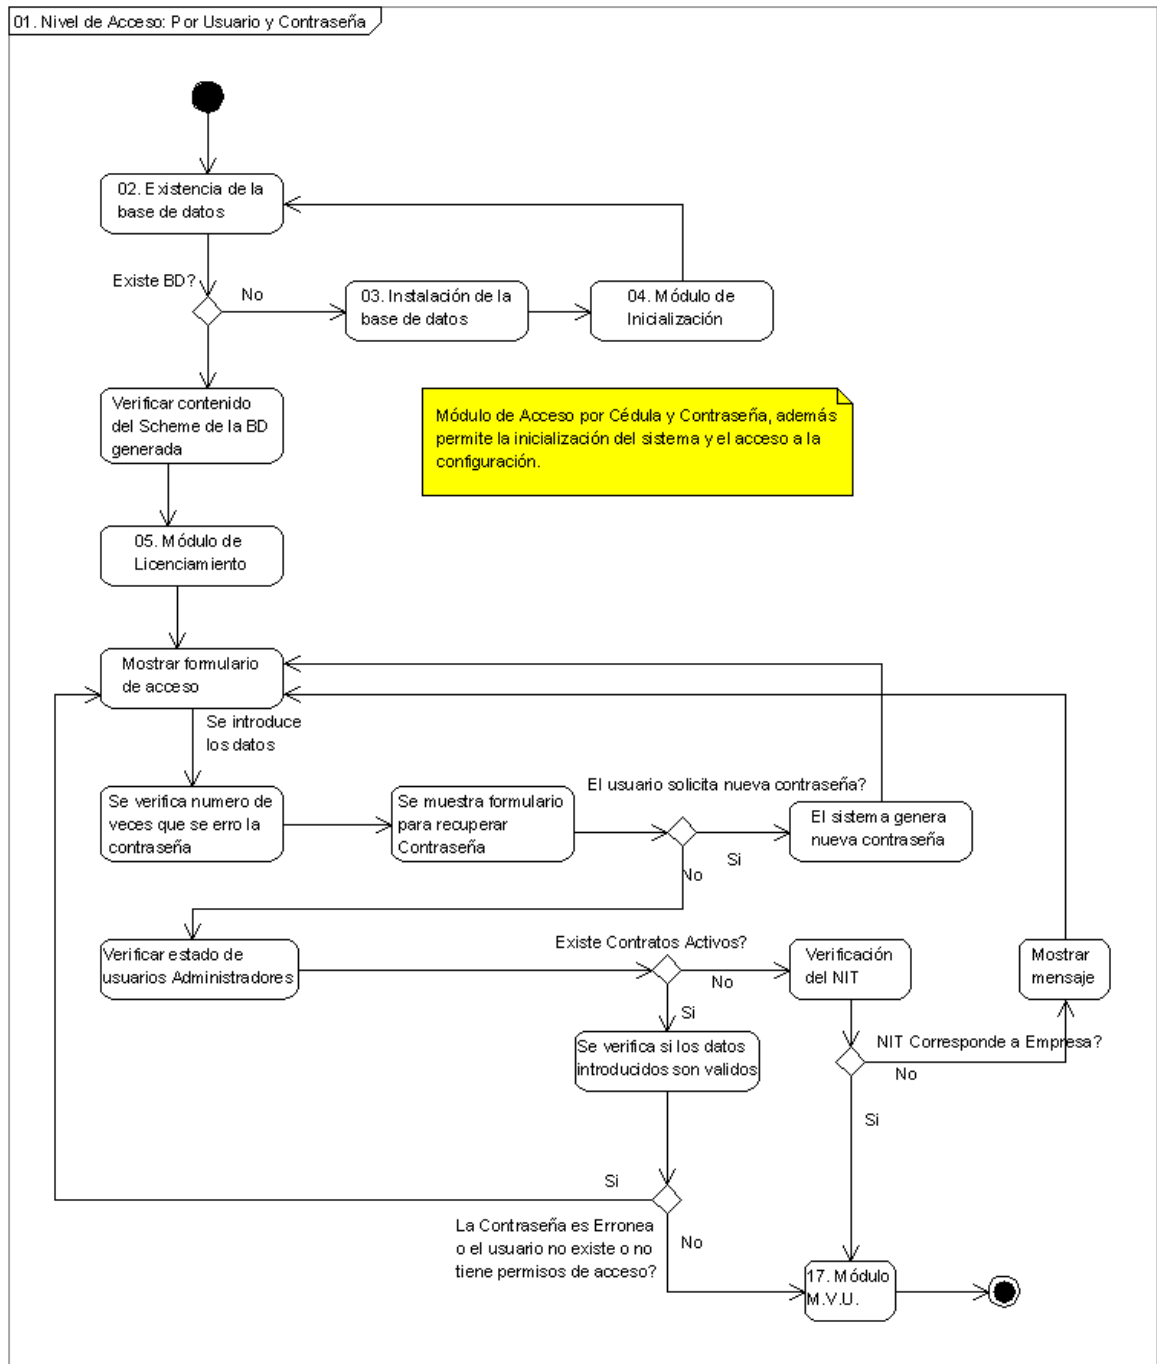 01. Nivel de Acceso: Por Usuario y Contraseña
02. Existencia de la
base de datos
Existe BD?
No
03. Instalación de la
base de datos
04. Módulo de
Inicialización
Verificar contenido
del Scheme de la BD
generada
Módulo de Acceso por Cédula y Contraseña, además
permite la inicialización del sistema y el acceso a la
configuración.
05. Módulo de
Licenciamiento
Mostrar formulario
de acceso
Se introduce
los datos
Se verifica numero de
veces que se erro la
contraseña
Se muestra formulario
para recuperar
Contraseña
El usuario solicita nueva contraseña?
Si
No
El sistema genera
nueva contraseña
Verificar estado de
usuarios Administradores
Existe Contratos Activos?
No
Si
Verificación
del NIT
Mostrar
mensaje
Se verifica si los datos
introducidos son validos
NIT Corresponde a Empresa?
No
Si
Si
La Contraseña es Erronea
o el usuario no existe o no
tiene permisos de acceso?
No
17. Módulo
M.V.U.